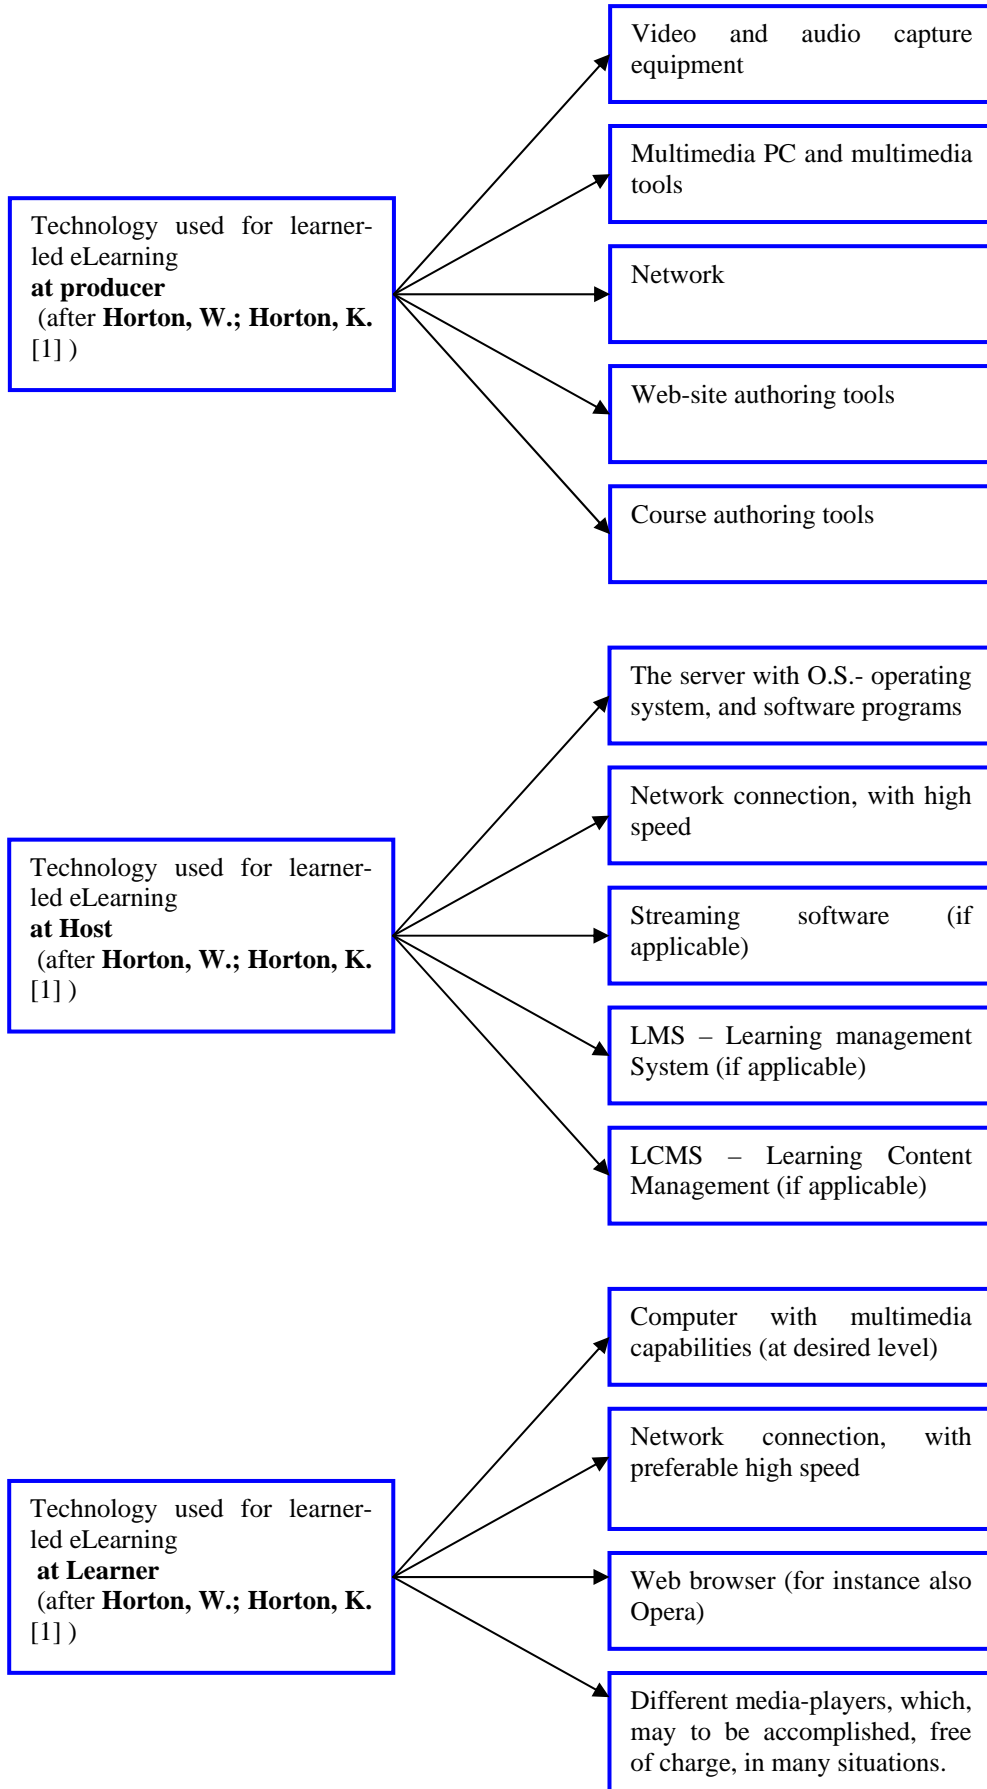 Video and audio capture
equipment
Multimedia PC and multimedia
tools
Technology used for learner-
led eLearning
at producer
(after Horton, W.; Horton, K.
[1] )
Network
Web-site authoring tools
Course authoring tools
The server with O.S.- operating
system, and software programs
Network connection, with high
speed
Technology used for learner-
led eLearning
at Host
(after Horton, W.; Horton, K.
[1] )
Streaming software (if
applicable)
LMS – Learning management
System (if applicable)
LCMS – Learning Content
Management (if applicable)
Computer with multimedia
capabilities (at desired level)
Network connection, with
preferable high speed
Technology used for learner-
led eLearning
at Learner
(after Horton, W.; Horton, K.
[1] )
Web browser (for instance also
Opera)
Different media-players, which,
may to be accomplished, free
of charge, in many situations.